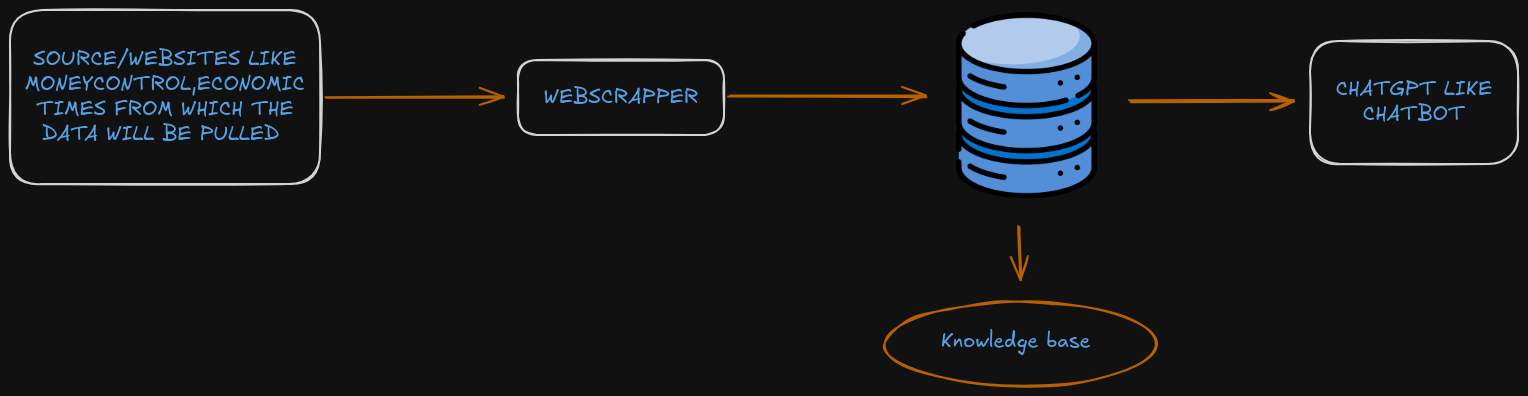 SOURCE/WEBSITES LIKE
MONEYCONTROL,ECONOMIC
TIMES FROM WHICH THE
DATA WILL BE PULLED
WEBSCRAPPER
CHATGPT LIKE
CHATBOT
Knowledge base